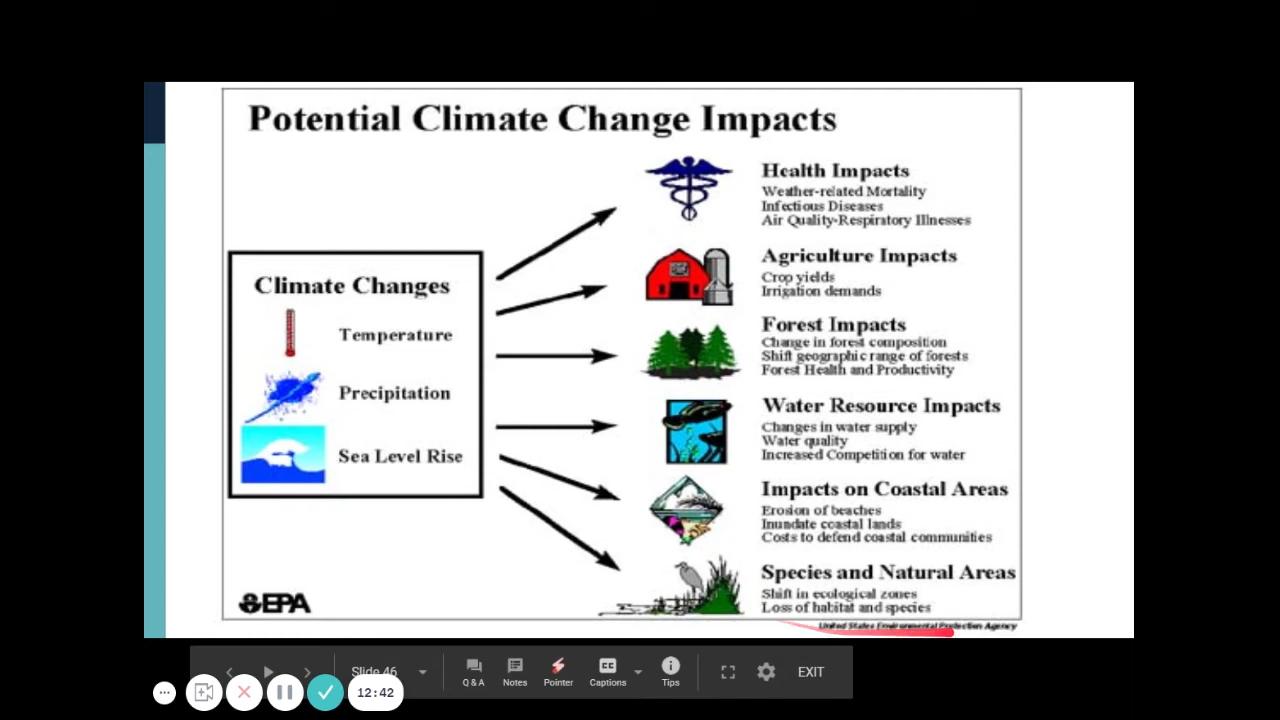 Potential Climate Change Impacts
Climate Changes
Temperature
Precipitation
Sea Level Rise
Health Impacts
Weather-related Mortality
Infectious Diseases
Air Quality-Respiratory Illnesses
Agriculture Impacts
Crop yields
Irrigation demands
Forest Impacts
Change in forest composition
Shift geographic range of forests
Forest Health and Productivity
Water Resource Impacts
Changes in water supply
Water quality
Increased Competition for water
Impacts on Coastal Areas
Erosion of beaches
Inundate coastal lands
Costs to defend coastal communities
Species and Natural Areas
Shift in ecological zones
Loss of habitat and species
EPA
United States Environmental Protection Agency
Slide 46
Q & A
Notes
Pointer
CC
Captions
Tips
EXIT
12:42